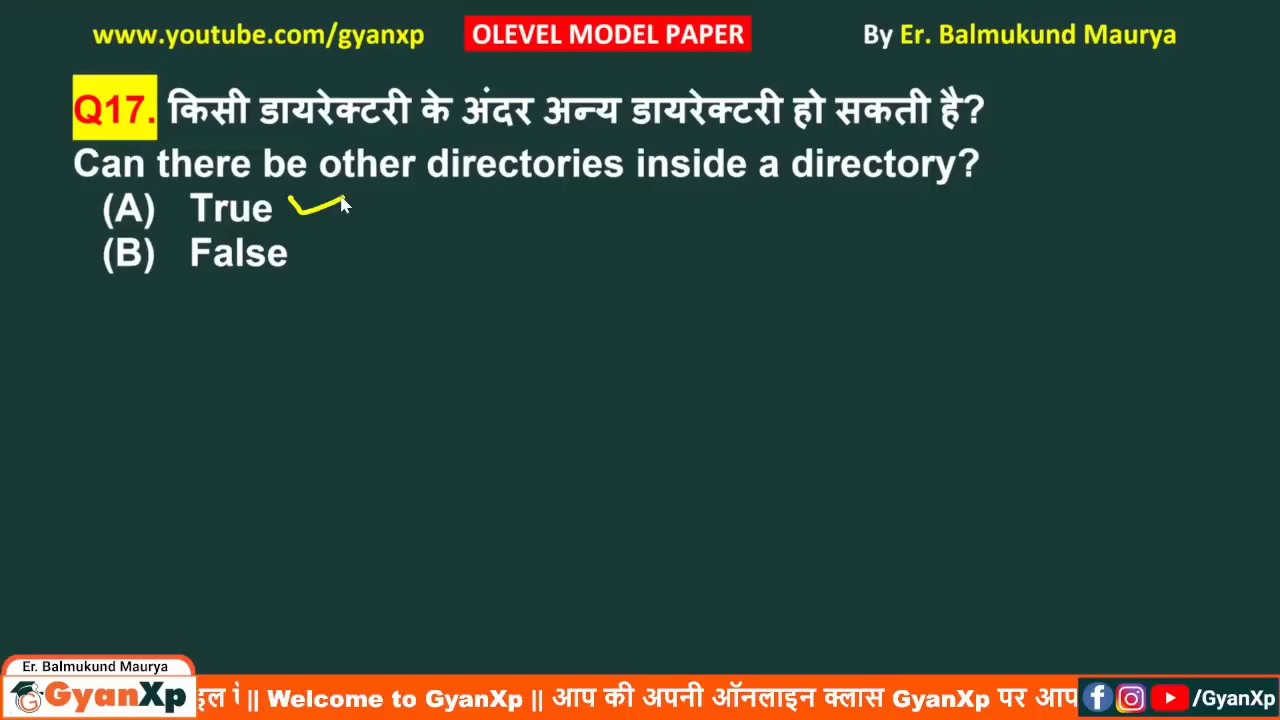 www.youtube.com/gyanxp OLEVEL MODEL PAPER By Er. Balmukund Maurya
Q17. किसी डायरेक्टरी के अंदर अन्य डायरेक्टरी हो सकती है?
Can there be other directories inside a directory?
(A) True
(B) False
Er. Balmukund Maurya
GyanXp || Welcome to GyanXp || आप की अपनी ऑनलाइन क्लास GyanXp पर आप /GyanXp